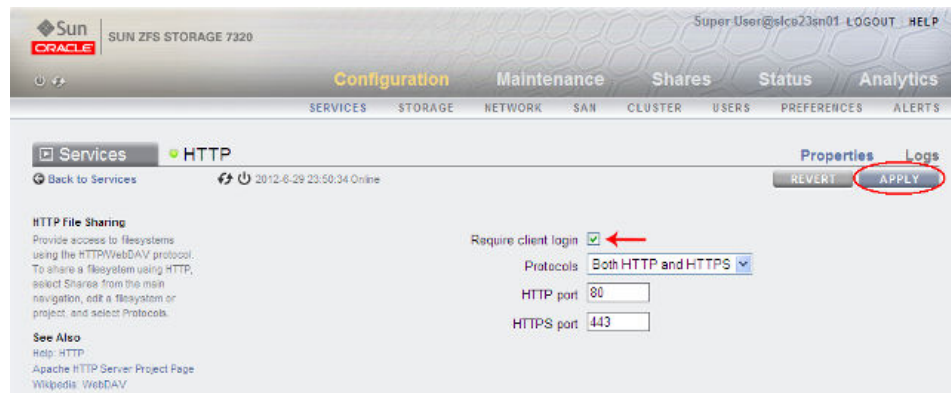 Sun
ORACLE
SUN ZFS STORAGE 7320
Super-User@slce23sn01 LOGOUT HELP
Configuration Maintenance Shares Status Analytics
SERVICES STORAGE NETWORK SAN CLUSTER USERS PREFERENCES ALERTS
Services HTTP Properties Logs
Back to Services 2012-6-29 23:50:34 Online REVERT APPLY
HTTP File Sharing
Provide access to filesystems
using the HTTP/WebDAV protocol.
To share a filesystem using HTTP,
select Shares from the main
navigation, edit a filesystem or
project, and select Protocols.
See Also
Help: HTTP
Apache HTTP Server Project Page
Wikipedia: WebDAV
Require client login
Protocols Both HTTP and HTTPS
HTTP port 80
HTTPS port 443